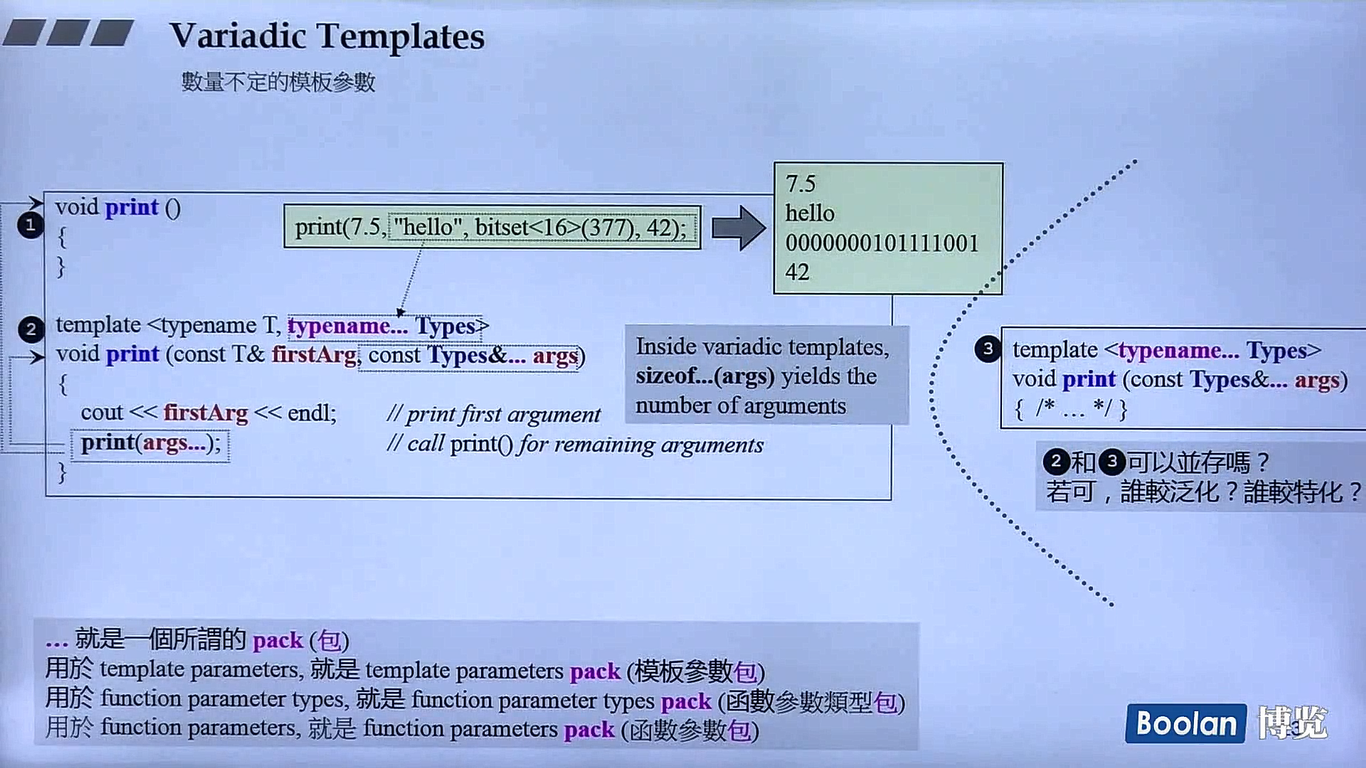 Variadic Templates
數量不定的模板參數
1 void print ()
{
}
print(7.5, "hello", bitset<16>(377), 42);
7.5
hello
0000000101111001
42
2 template <typename T, typename... Types>
void print (const T& firstArg, const Types&... args)
{
cout << firstArg << endl; // print first argument
print(args...); // call print() for remaining arguments
}
Inside variadic templates,
sizeof...(args) yields the
number of arguments
3 template <typename... Types>
void print (const Types&... args)
{ /* … */ }
2和3可以並存嗎？
若可，誰較泛化？誰較特化？
… 就是一個所謂的 pack (包)
用於 template parameters, 就是 template parameters pack (模板參數包)
用於 function parameter types, 就是 function parameter types pack (函數參數類型包)
用於 function parameters, 就是 function parameters pack (函數參數包)
Boolan 博览